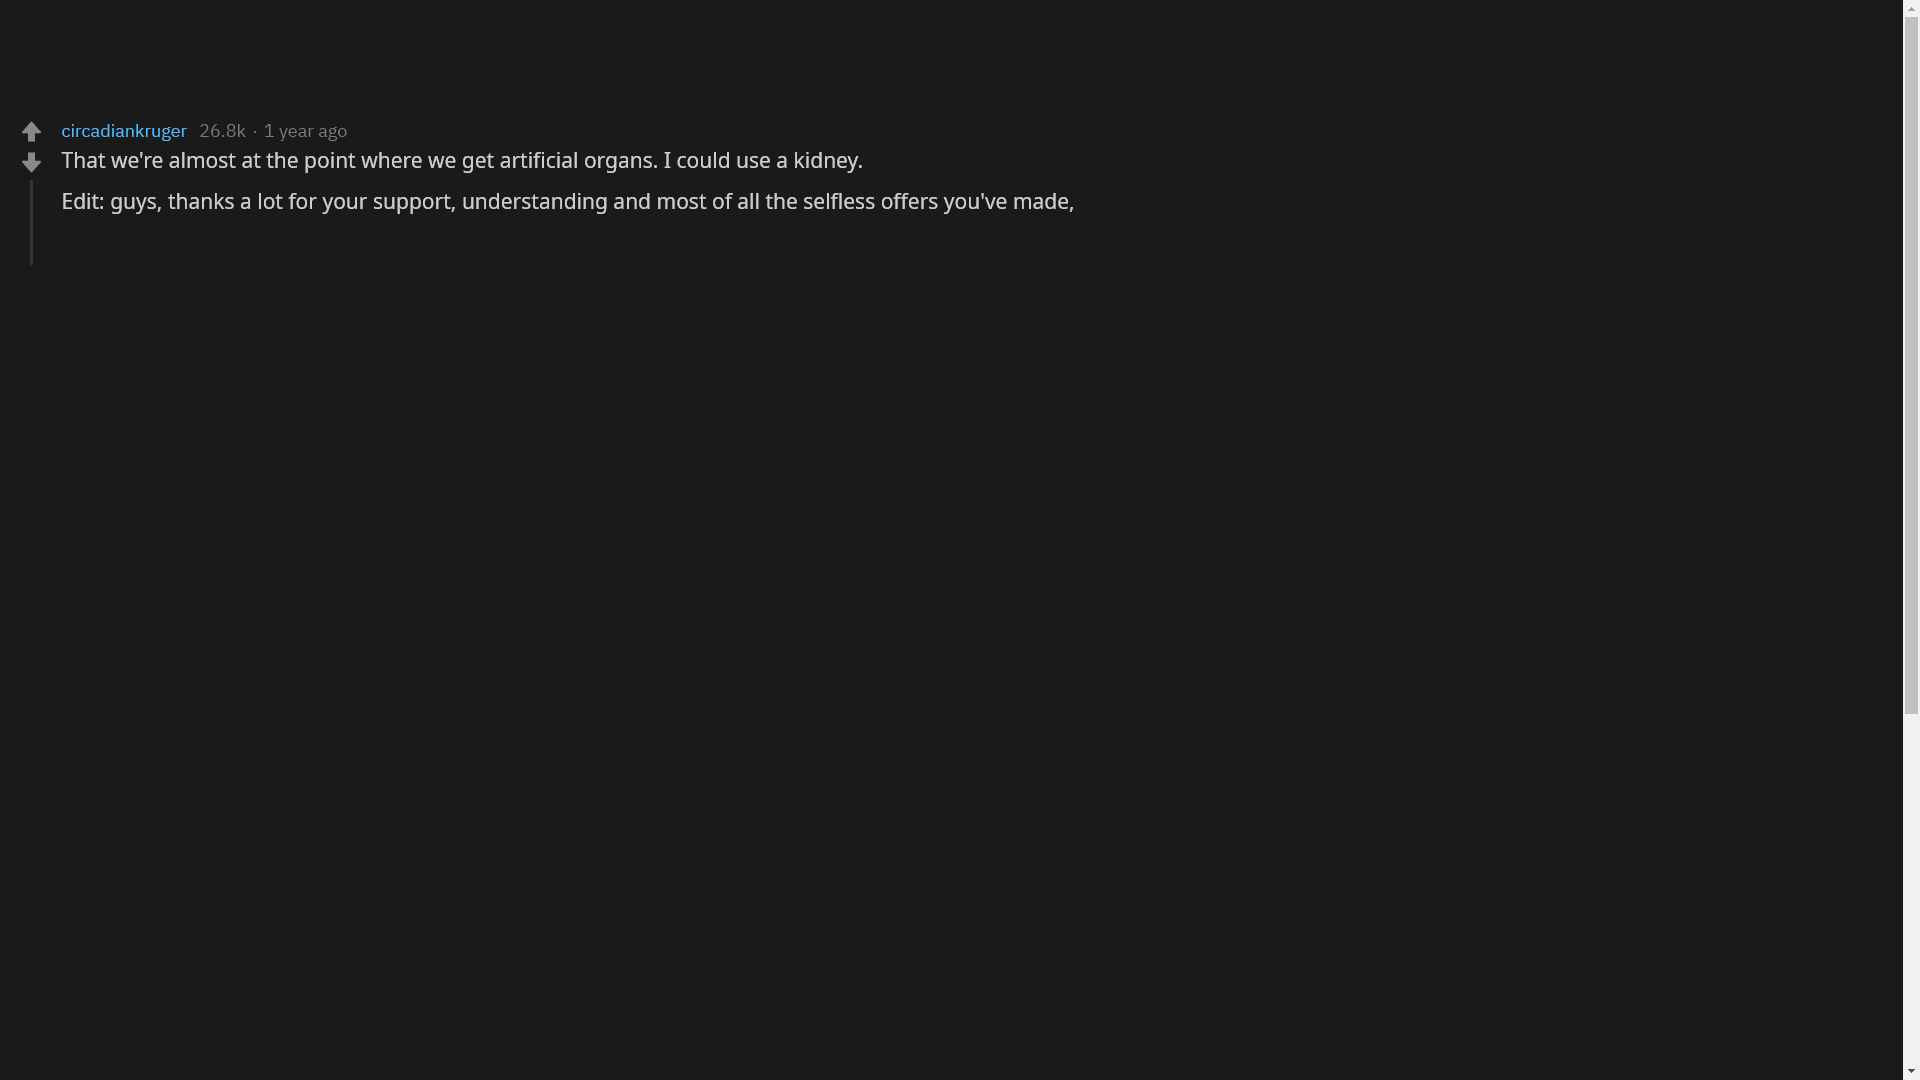 circadiankruger 26.8k · 1 year ago
That we're almost at the point where we get artificial organs. I could use a kidney.
Edit: guys, thanks a lot for your support, understanding and most of all the selfless offers you've made,